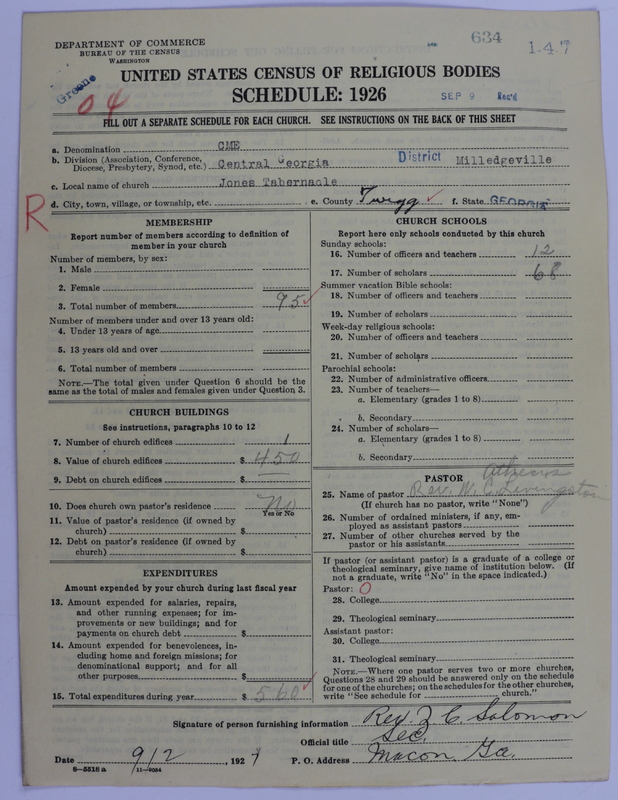 634
1-4-7
DEPARTMENT OF COMMERCE
BUREAU OF THE CENSUS
WASHINGTON
Greene
04
UNITED STATES CENSUS OF RELIGIOUS BODIES
SCHEDULE: 1926
SEP 9 Rec'd
FILL OUT A SEPARATE SCHEDULE FOR EACH CHURCH. SEE INSTRUCTIONS ON THE BACK OF THIS SHEET
a. Denomination CME
b. Division (Association, Conference, Diocese, Presbytery, Synod, etc.) Central Georgia District Milledgeville
c. Local name of church Jones Tabernacle
R
d. City, town, village, or township, etc. e. County Twigg ✓ f. State GEORGIA
MEMBERSHIP
Report number of members according to definition of
member in your church
Number of members, by sex:
1. Male
2. Female
3. Total number of members 95 ✓
Number of members under and over 13 years old:
4. Under 13 years of age
5. 13 years old and over
6. Total number of members
NOTE.—The total given under Question 6 should be the
same as the total of males and females given under Question 3.
CHURCH BUILDINGS
See instructions, paragraphs 10 to 12
7. Number of church edifices 1
8. Value of church edifices $ 450
9. Debt on church edifices $
10. Does church own pastor's residence No
Yes or No
11. Value of pastor's residence (if owned by
church) $
12. Debt on pastor's residence (if owned by
church) $
EXPENDITURES
Amount expended by your church during last fiscal year
13. Amount expended for salaries, repairs,
and other running expenses; for im-
provements or new buildings; and for
payments on church debt $
14. Amount expended for benevolences, in-
cluding home and foreign missions; for
denominational support; and for all
other purposes $
15. Total expenditures during year $ 560 ✓
CHURCH SCHOOLS
Report here only schools conducted by this church
Sunday schools:
16. Number of officers and teachers 12
17. Number of scholars 68
Summer vacation Bible schools:
18. Number of officers and teachers
19. Number of scholars
Week-day religious schools:
20. Number of officers and teachers
21. Number of scholars
Parochial schools:
22. Number of administrative officers
23. Number of teachers—
a. Elementary (grades 1 to 8)
b. Secondary
24. Number of scholars—
a. Elementary (grades 1 to 8)
b. Secondary
PASTOR
25. Name of pastor Rev. W. C. Livingston
(If church has no pastor, write "None")
26. Number of ordained ministers, if any, em-
ployed as assistant pastors
27. Number of other churches served by the
pastor or his assistants
If pastor (or assistant pastor) is a graduate of a college or
theological seminary, give name of institution below. (If
not a graduate, write "No" in the space indicated.)
Pastor: 0
28. College
29. Theological seminary
Assistant pastor:
30. College
31. Theological seminary
NOTE.—Where one pastor serves two or more churches,
Questions 28 and 29 should be answered only on the schedule
for one of the churches; on the schedules for the other churches,
write "See schedule for church."
Signature of person furnishing information Rev. Z. C. Solomon
Official title Sec.
Date 9/2, 1927 P. O. Address Macon, Ga.
8—5518 a 11—9034